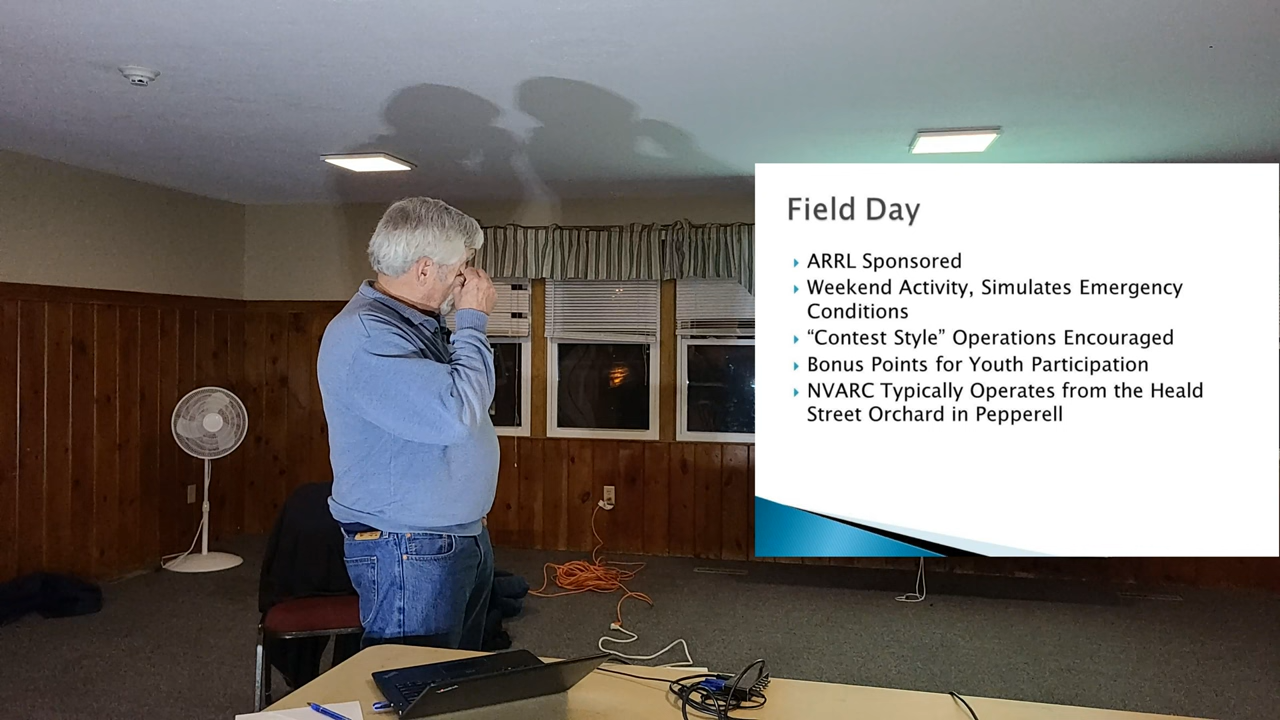 Field Day
ARRL Sponsored
Weekend Activity, Simulates Emergency
Conditions
“Contest Style” Operations Encouraged
Bonus Points for Youth Participation
NVARC Typically Operates from the Heald
Street Orchard in Pepperell